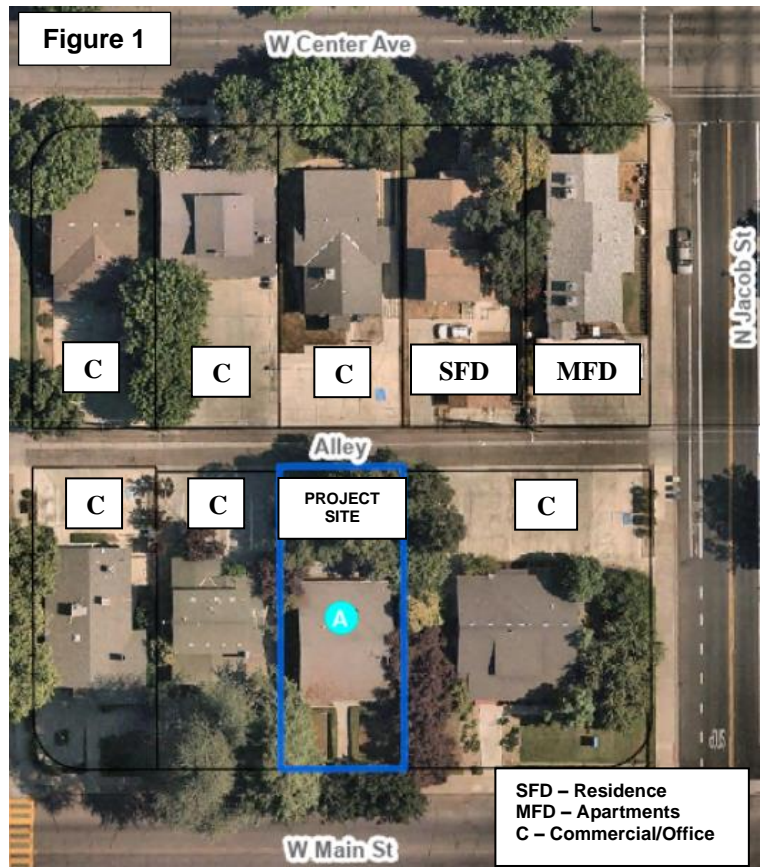 Figure 1
W Center Ave
N Jacob St
C
C
C
SFD
MFD
Alley
C
C
PROJECT
SITE
C
A
SFD – Residence
MFD – Apartments
C – Commercial/Office
W Main St